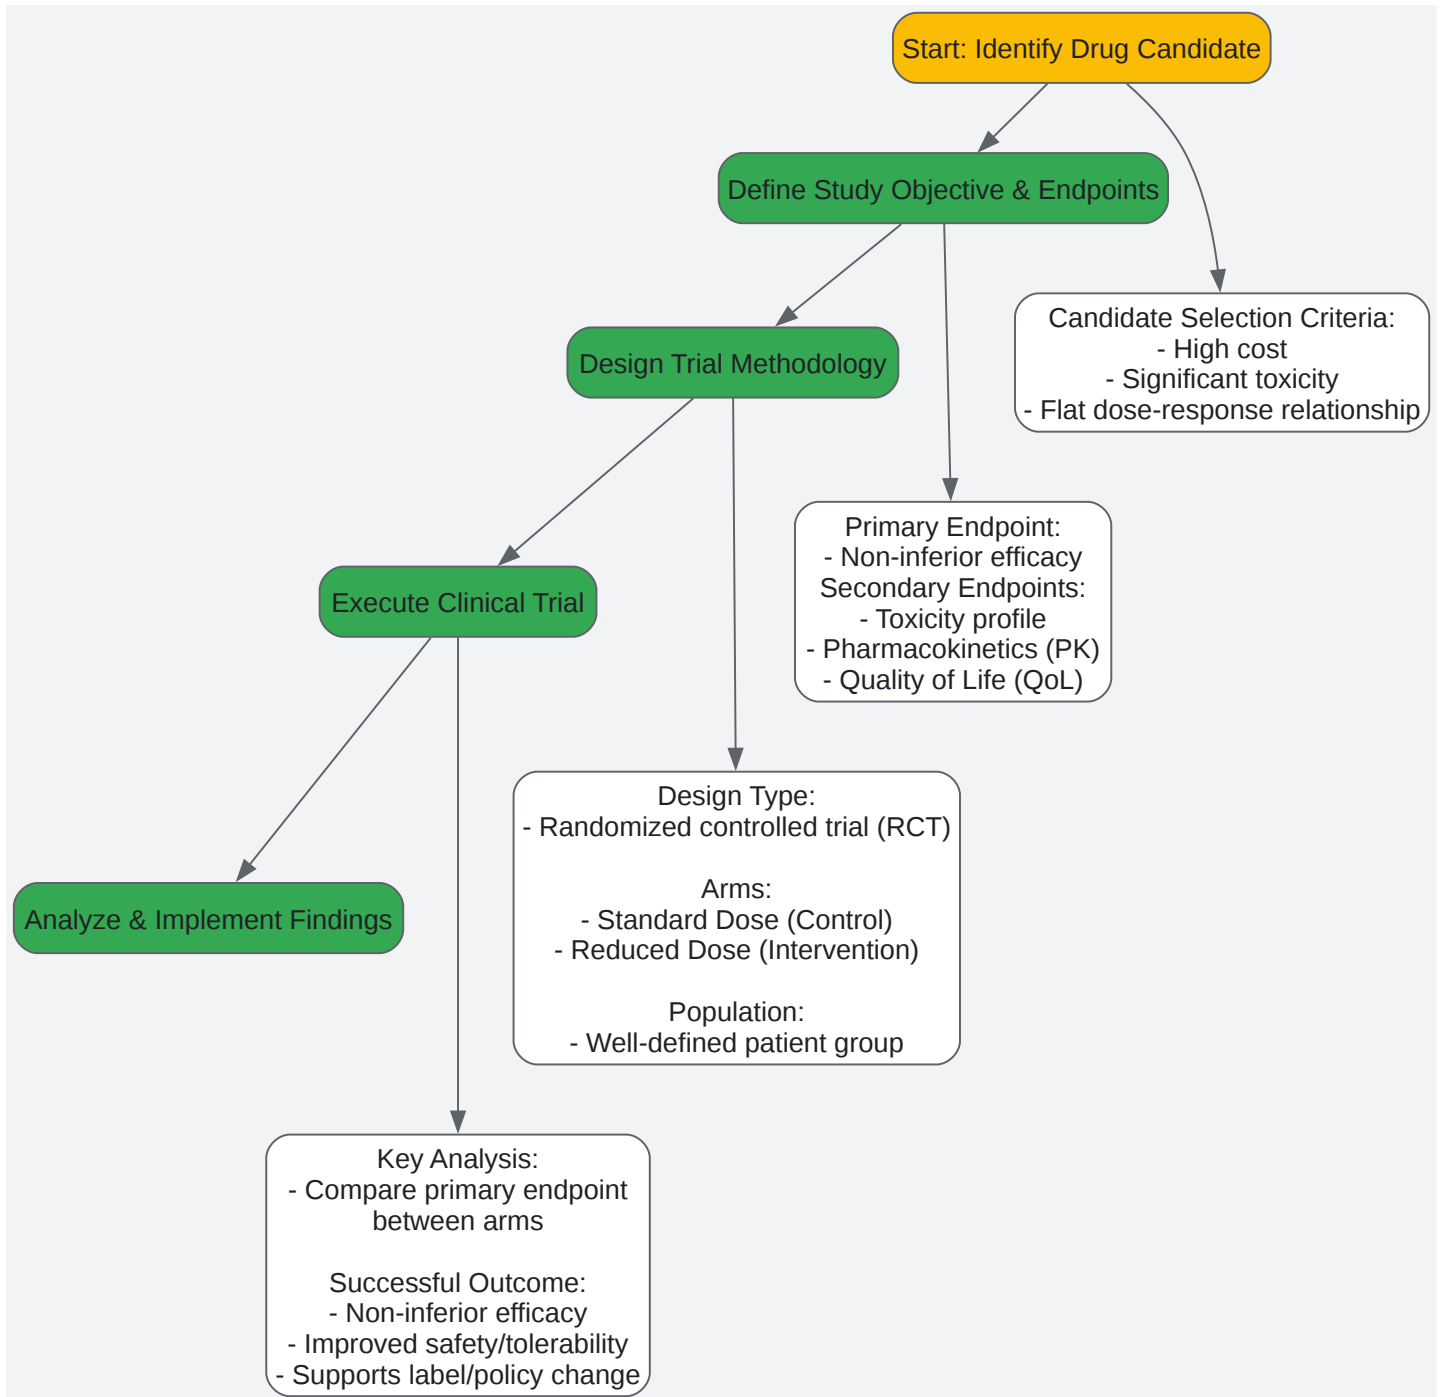 Start: Identify Drug Candidate
Define Study Objective & Endpoints
Candidate Selection Criteria:
- High cost
- Significant toxicity
- Flat dose-response relationship
Design Trial Methodology
Primary Endpoint:
- Non-inferior efficacy
Secondary Endpoints:
- Toxicity profile
- Pharmacokinetics (PK)
- Quality of Life (QoL)
Execute Clinical Trial
Design Type:
- Randomized controlled trial (RCT)
Arms:
- Standard Dose (Control)
- Reduced Dose (Intervention)
Population:
- Well-defined patient group
Analyze & Implement Findings
Key Analysis:
- Compare primary endpoint
between arms
Successful Outcome:
- Non-inferior efficacy
- Improved safety/tolerability
- Supports label/policy change